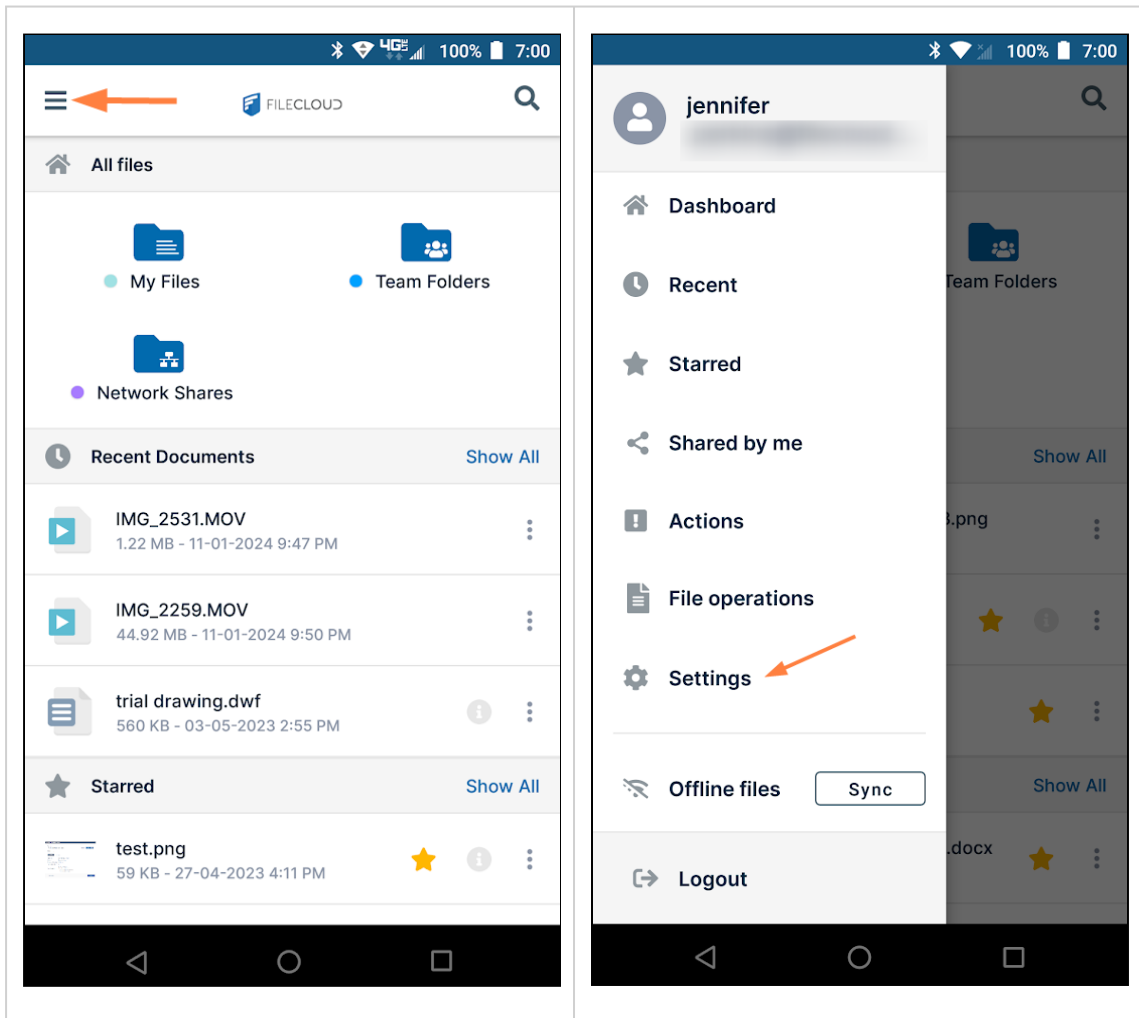 4GE 100% 7:00
FILECLOUD
All files
My Files
Team Folders
Network Shares
Recent Documents Show All
IMG_2531.MOV
1.22 MB - 11-01-2024 9:47 PM
IMG_2259.MOV
44.92 MB - 11-01-2024 9:50 PM
trial drawing.dwf
560 KB - 03-05-2023 2:55 PM
Starred Show All
test.png
59 KB - 27-04-2023 4:11 PM
100% 7:00
jennifer
Dashboard
Recent
Starred
Shared by me
Actions
File operations
Settings
Offline files Sync
Logout
Team Folders
Show All
.png
Show All
.docx